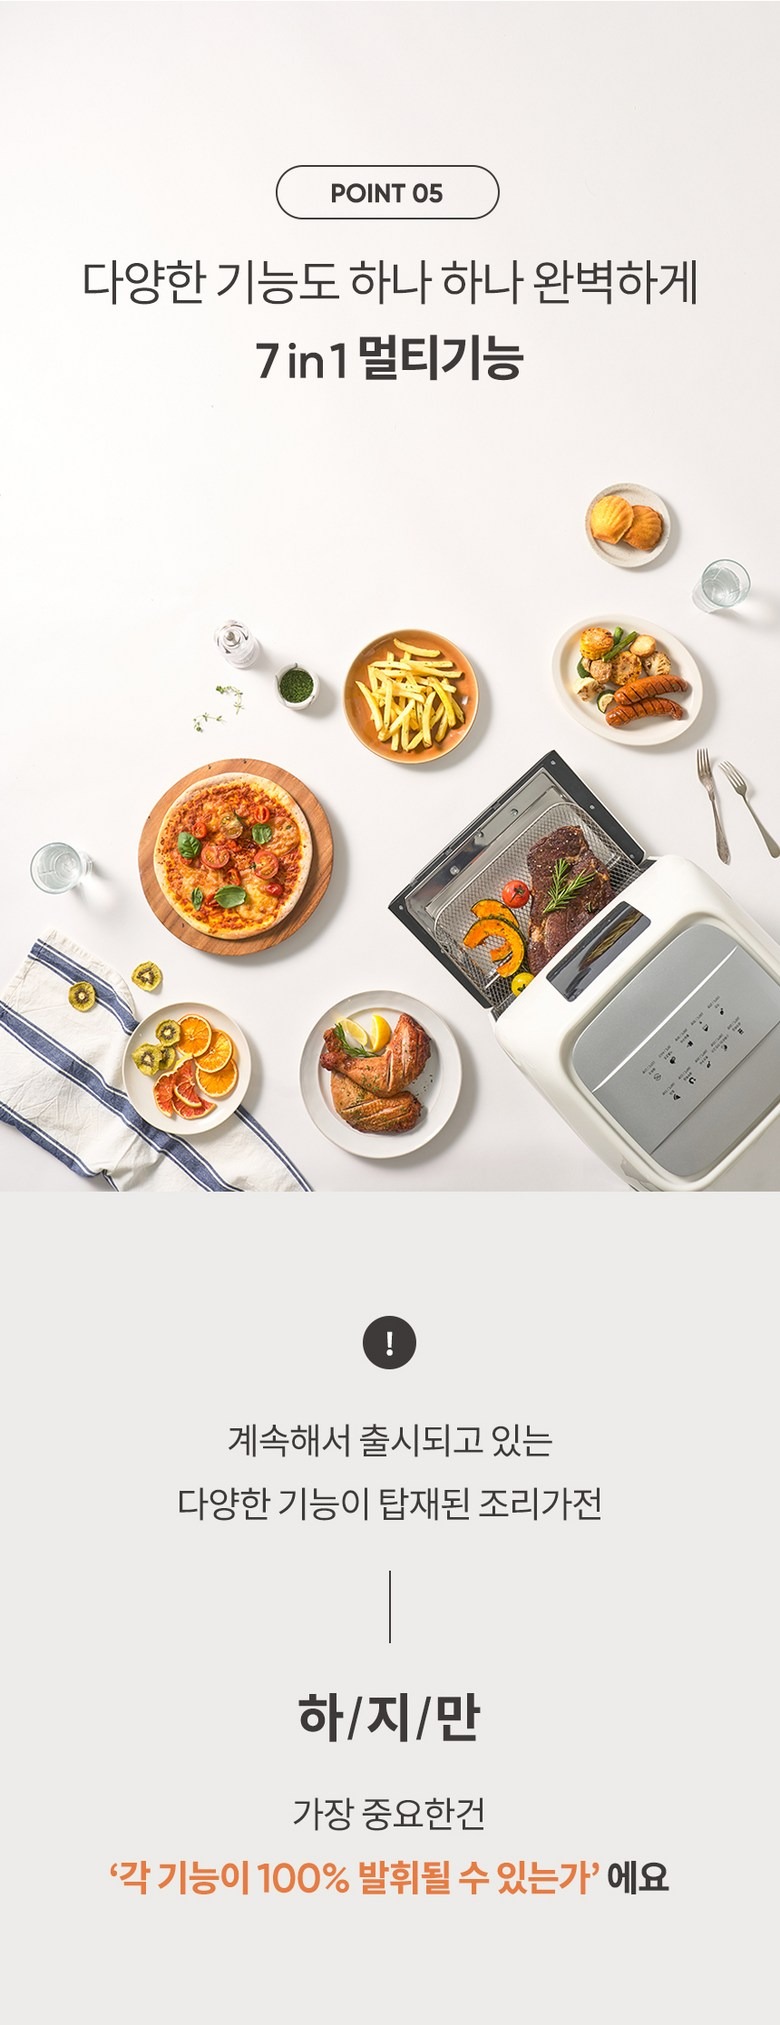 POINT 05
다양한 기능도 하나 하나 완벽하게
7 in 1 멀티기능
!
계속해서 출시되고 있는
다양한 기능이 탑재된 조리가전
하/지/만
가장 중요한건
‘각 기능이 100% 발휘될 수 있는가’ 에요